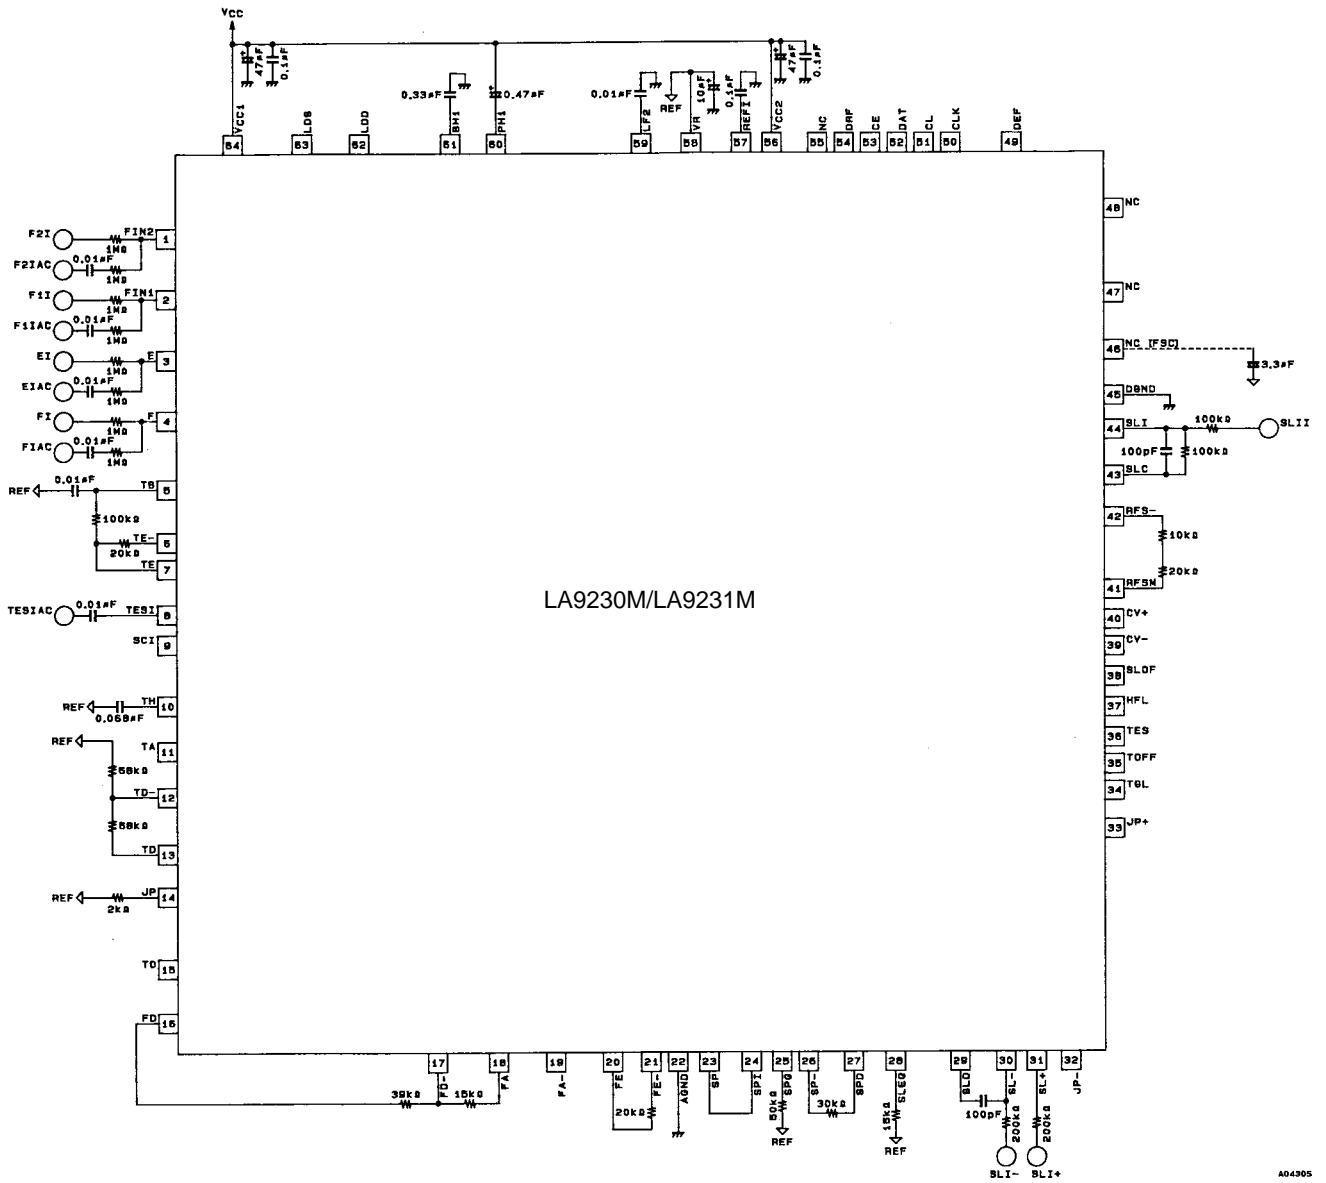 VCC
47µF
0.1µF
0.33µF
0.47µF
0.01µF
REF
10µF
0.1µF
47µF
0.1µF
VCC1
LDS
LDD
BH1
PH1
LF2
VR
REFI
VCC2
NC
DRF
CE
DAT
CL
CLK
DEF
64
63
62
61
60
59
58
57
56
55
54
53
52
51
50
49
F2I
1MΩ
FIN2
1
F2IAC
0.01µF
1MΩ
F1I
1MΩ
FIN1
2
F1IAC
0.01µF
1MΩ
EI
1MΩ
E
3
EIAC
0.01µF
1MΩ
FI
1MΩ
F
4
FIAC
0.01µF
1MΩ
REF
0.01µF
TB
5
100kΩ
TE-
6
20kΩ
TE
7
TESIAC
0.01µF
TESI
8
SCI
9
REF
0.068µF
TH
10
REF
TA
11
58kΩ
TD-
12
58kΩ
TD
13
REF
2kΩ
JP
14
TO
15
FD
16
LA9230M/LA9231M
48 NC
47 NC
46 NC [FSC]
3.3µF
45 DGND
44 SLI
100kΩ
SLII
100pF
100kΩ
43 SLC
42 RFS-
10kΩ
20kΩ
41 RFSM
40 CV+
39 CV-
38 SLOF
37 HFL
36 TES
35 TOFF
34 TGL
33 JP+
17
18
19
20
21
22
23
24
25
26
27
28
29
30
31
32
FD-
FA
FA-
FE
FE-
AGND
SP
SPI
SPG
SP-
SPD
SLEQ
SLD
SL-
SL+
JP-
39kΩ
15kΩ
20kΩ
50kΩ
REF
30kΩ
15kΩ
REF
100pF
200kΩ
200kΩ
SLI-
SLI+
A04305